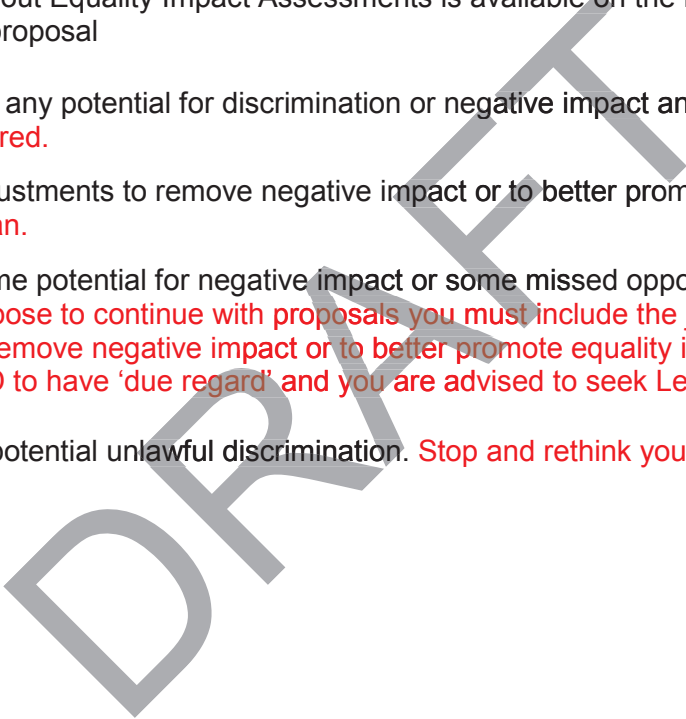 out Equality Impact Assessments is available on the
proposal
any potential for discrimination or negative impact an
red.
ustments to remove negative impact or to better prom
an.
me potential for negative impact or some missed oppo
pose to continue with proposals you must include the
remove negative impact or to better promote equality i
D to have ‘due regard’ and you are advised to seek Le
potential unlawful discrimination. Stop and rethink you
DRAFT